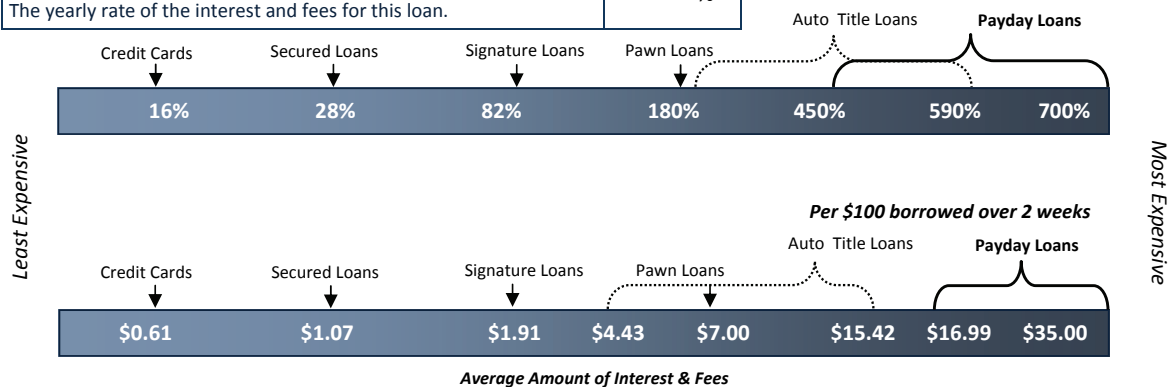 The yearly rate of the interest and fees for this loan.
Auto Title Loans
Payday Loans
Credit Cards
Secured Loans
Signature Loans
Pawn Loans
16% 28% 82% 180% 450% 590% 700%
Least Expensive
Most Expensive
Per $100 borrowed over 2 weeks
Auto Title Loans
Payday Loans
Credit Cards
Secured Loans
Signature Loans
Pawn Loans
$0.61 $1.07 $1.91 $4.43 $7.00 $15.42 $16.99 $35.00
Average Amount of Interest & Fees